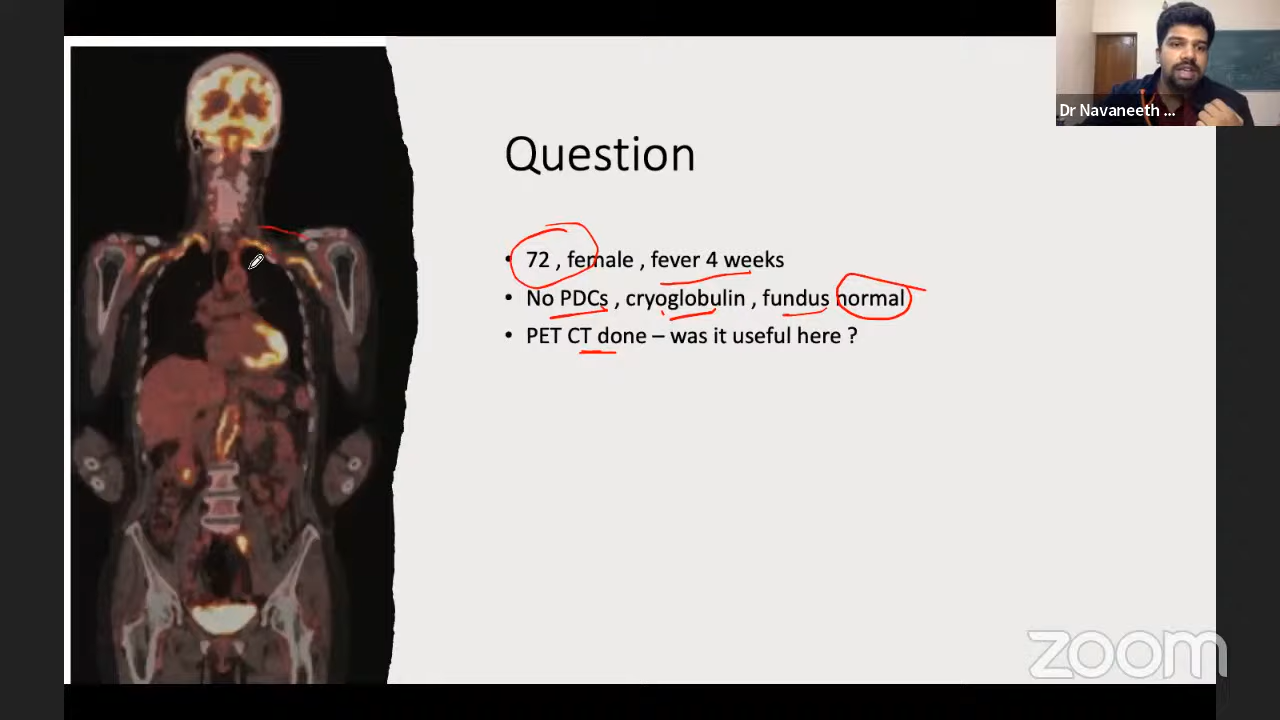 Dr Navaneeth ...
Question
• 72 , female , fever 4 weeks
• No PDCs , cryoglobulin , fundus normal
• PET CT done – was it useful here ?
zoom